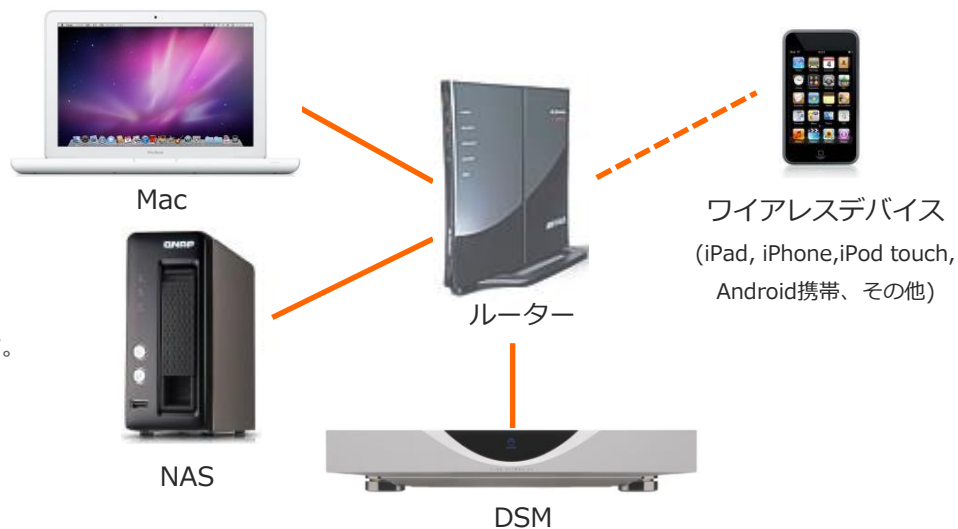 Mac
QNAP
ワイアレスデバイス
(iPad, iPhone,iPod touch,
Android携帯、その他)
ルーター
。
NAS
DSM